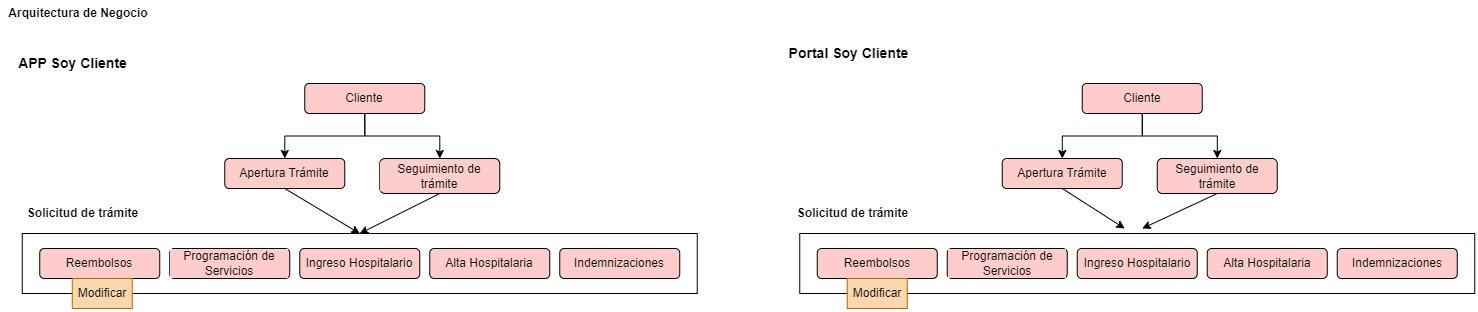 Arquitectura de Negocio
APP Soy Cliente
Cliente
Apertura Trámite
Seguimiento de
trámite
Solicitud de trámite
Reembolsos
Programación de
Servicios
Ingreso Hospitalario
Alta Hospitalaria
Indemnizaciones
Modificar
Portal Soy Cliente
Cliente
Apertura Trámite
Seguimiento de
trámite
Solicitud de trámite
Reembolsos
Programación de
Servicios
Ingreso Hospitalario
Alta Hospitalaria
Indemnizaciones
Modificar